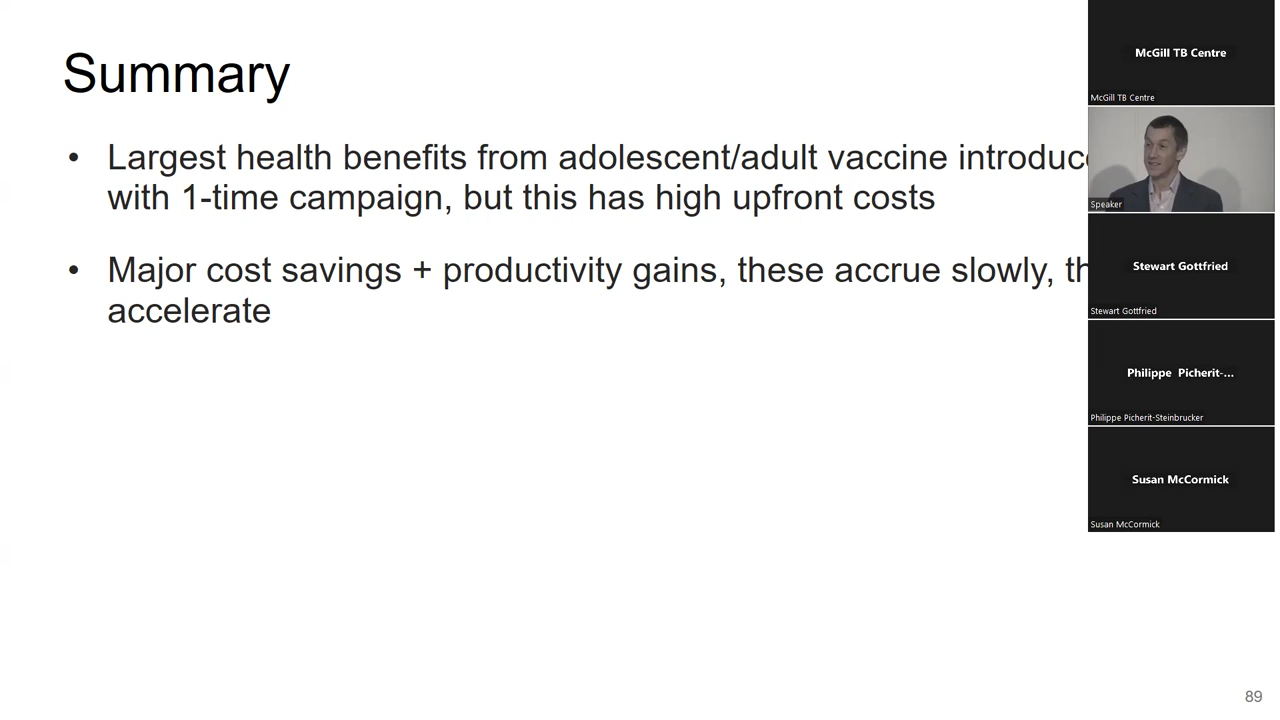 Summary
• Largest health benefits from adolescent/adult vaccine
with 1-time campaign, but this has high upfront costs
• Major cost savings + productivity gains, these accrue slowly,
accelerate
McGill TB Centre
McGill TB Centre
Speaker
Stewart Gottfried
Stewart Gottfried
Philippe Picherit-...
Philippe Picherit-Steinbrucker
Susan McCormick
Susan McCormick
89